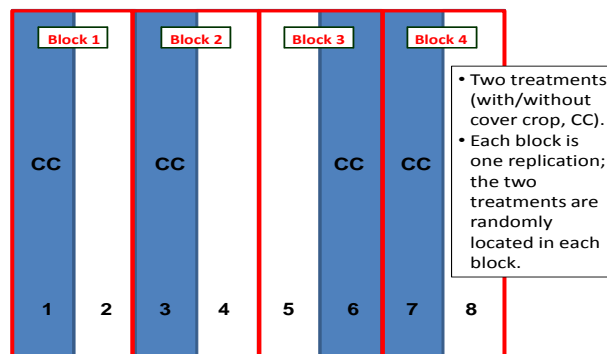 Block 1 Block 2 Block 3 Block 4
• Two treatments
(with/without
cover crop, CC).
• Each block is
one replication;
the two
treatments are
randomly
located in each
block.
CC CC CC CC
1 2 3 4 5 6 7 8